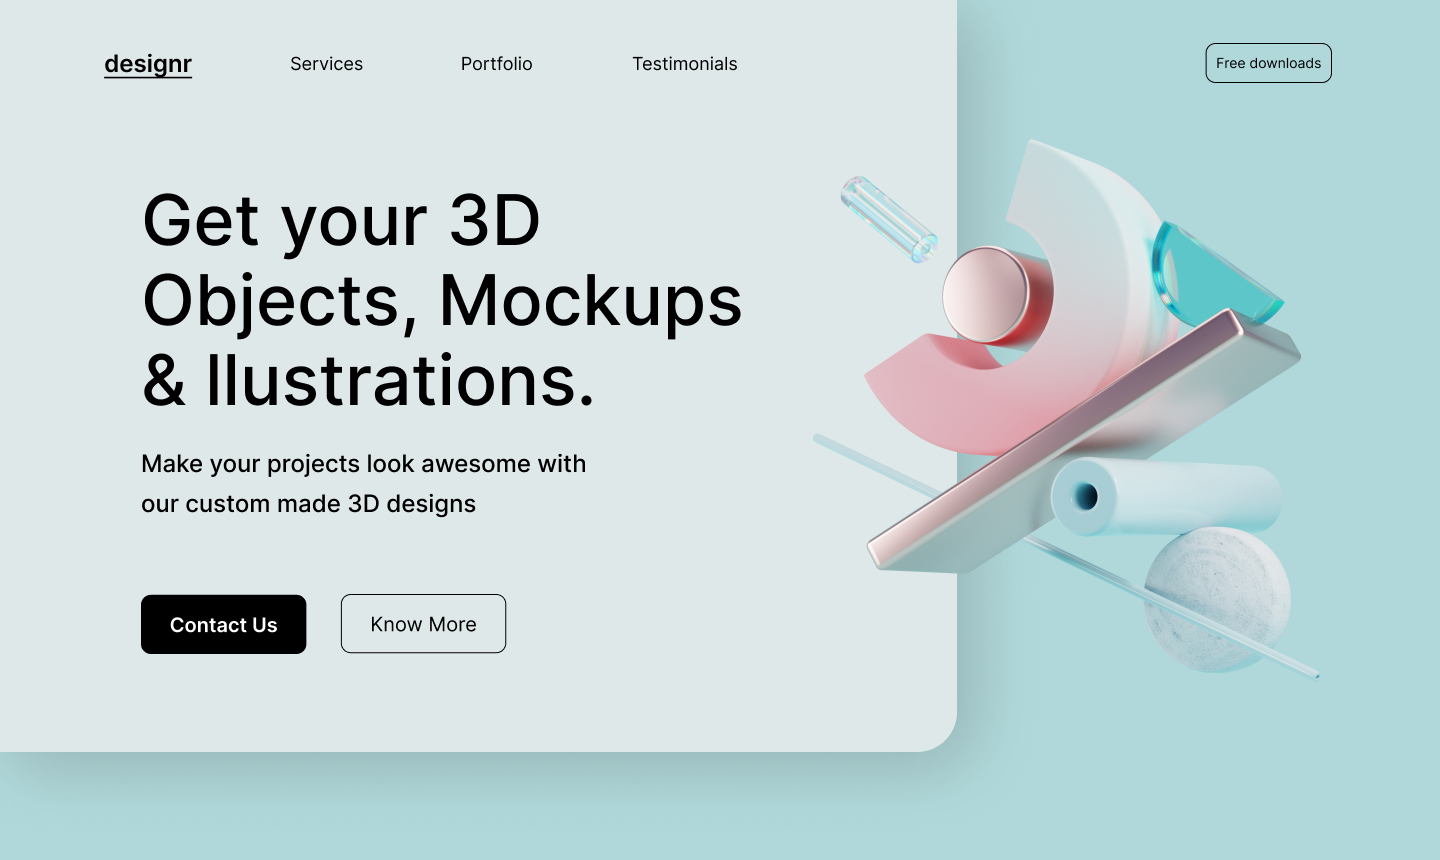 designr
Services
Portfolio
Testimonials
Free downloads
Get your 3D
Objects, Mockups
& Ilustrations.
Make your projects look awesome with
our custom made 3D designs
Contact Us
Know More